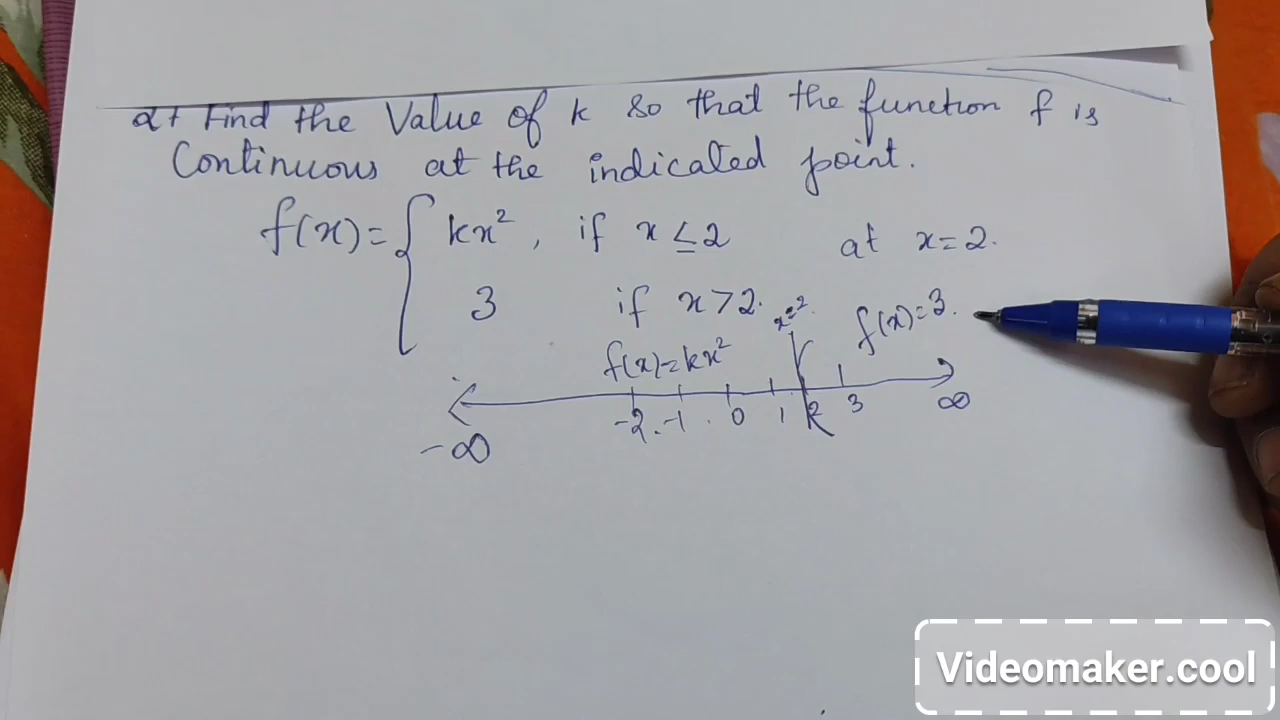 Find the Value of k so that the function f is
Continuous at the indicated point.
f(x) = { kx², if x ≤ 2 at x = 2.
3 if x > 2.
x=2. f(x)=3.
f(x)=kx²
-2 -1 0 1 2 3 ∞
-∞
Videomaker.cool